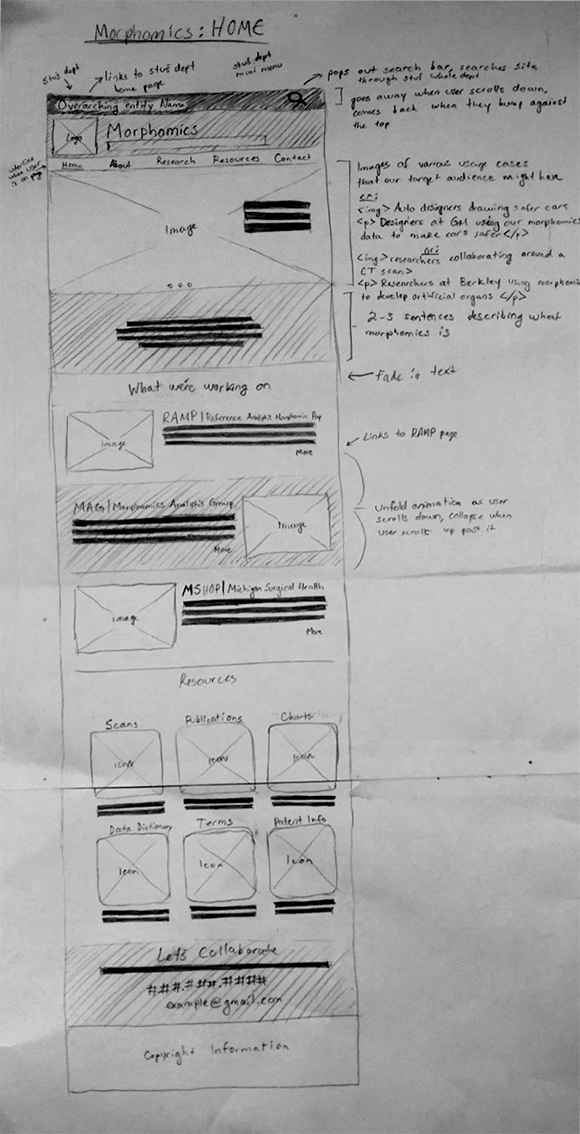 Morphomics: HOME
stu's dept
links to stu's dept
home page
stu's dept
mini menu
pops out search bar, searches site
through stu's whole dept
goes away when user scrolls down,
comes back when they bump against
the top
Overarching entity Name
Logo
Morphomics
underline
when user
is on page
Home About Research Resources Contact
Image
Images of various usage cases
that our target audience might have
ex:
<img> Auto designers drawing safer cars
<p> Designers at GM using our morphomics
data to make cars safer </p>
or:
<img> researchers collaborating around a
CT scan>
<p> Researchers at Berkley using morphomi
to develop artificial organs </p>
2-3 sentences describing what
morphomics is
Fade in text
What we're working on
Image
RAMP | Reference Analytic Morphomic Pop
More
Links to RAMP page
MAG | Morphomics Analysis Group
More
Image
Unfold animation as user
scrolls down, collapse when
user scrolls up past it
Image
MSHOP | Michigan Surgical Health
More
Resources
Scans Publications Charts
Icon Icon Icon
Data Dictionary Terms Patent Info
Icon Icon Icon
Let's Collaborate
###.###.####
example@gmail.com
Copyright Information